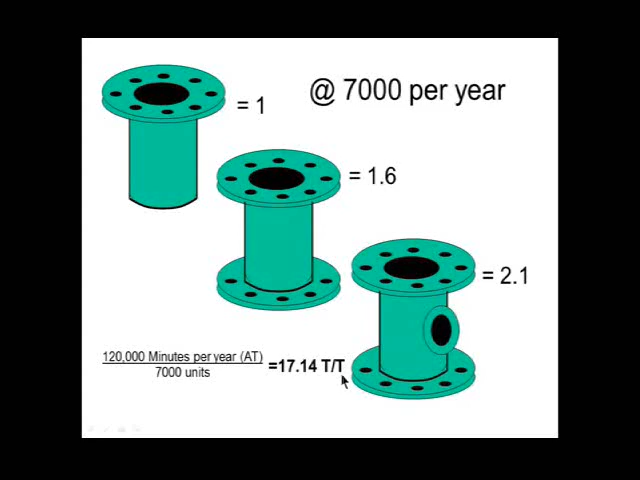 @ 7000 per year
= 1
= 1.6
= 2.1
120,000 Minutes per year (AT)
7000 units
=17.14 T/T